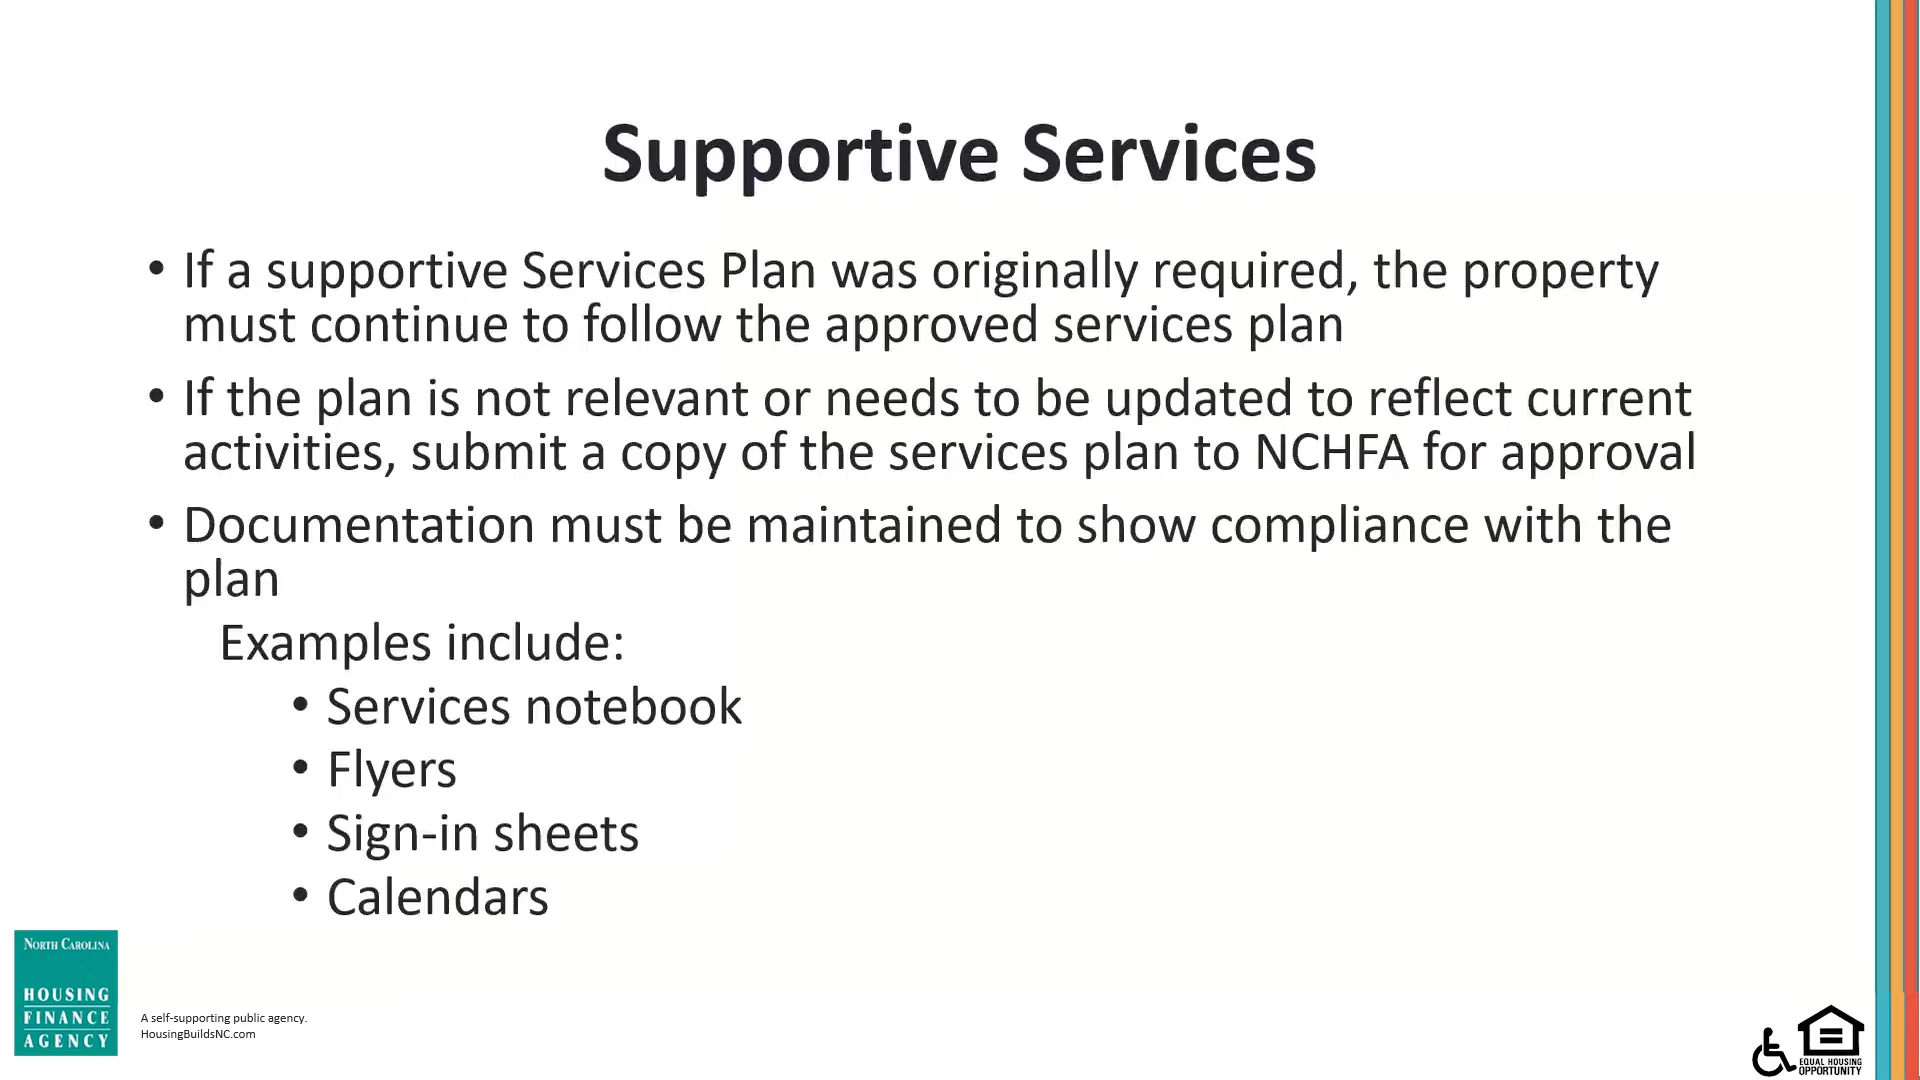 Supportive Services
• If a supportive Services Plan was originally required, the property
must continue to follow the approved services plan
• If the plan is not relevant or needs to be updated to reflect current
activities, submit a copy of the services plan to NCHFA for approval
• Documentation must be maintained to show compliance with the
plan
Examples include:
• Services notebook
• Flyers
• Sign-in sheets
• Calendars
NORTH CAROLINA
HOUSING
FINANCE
AGENCY
A self-supporting public agency.
HousingBuildsNC.com
EQUAL HOUSING
OPPORTUNITY